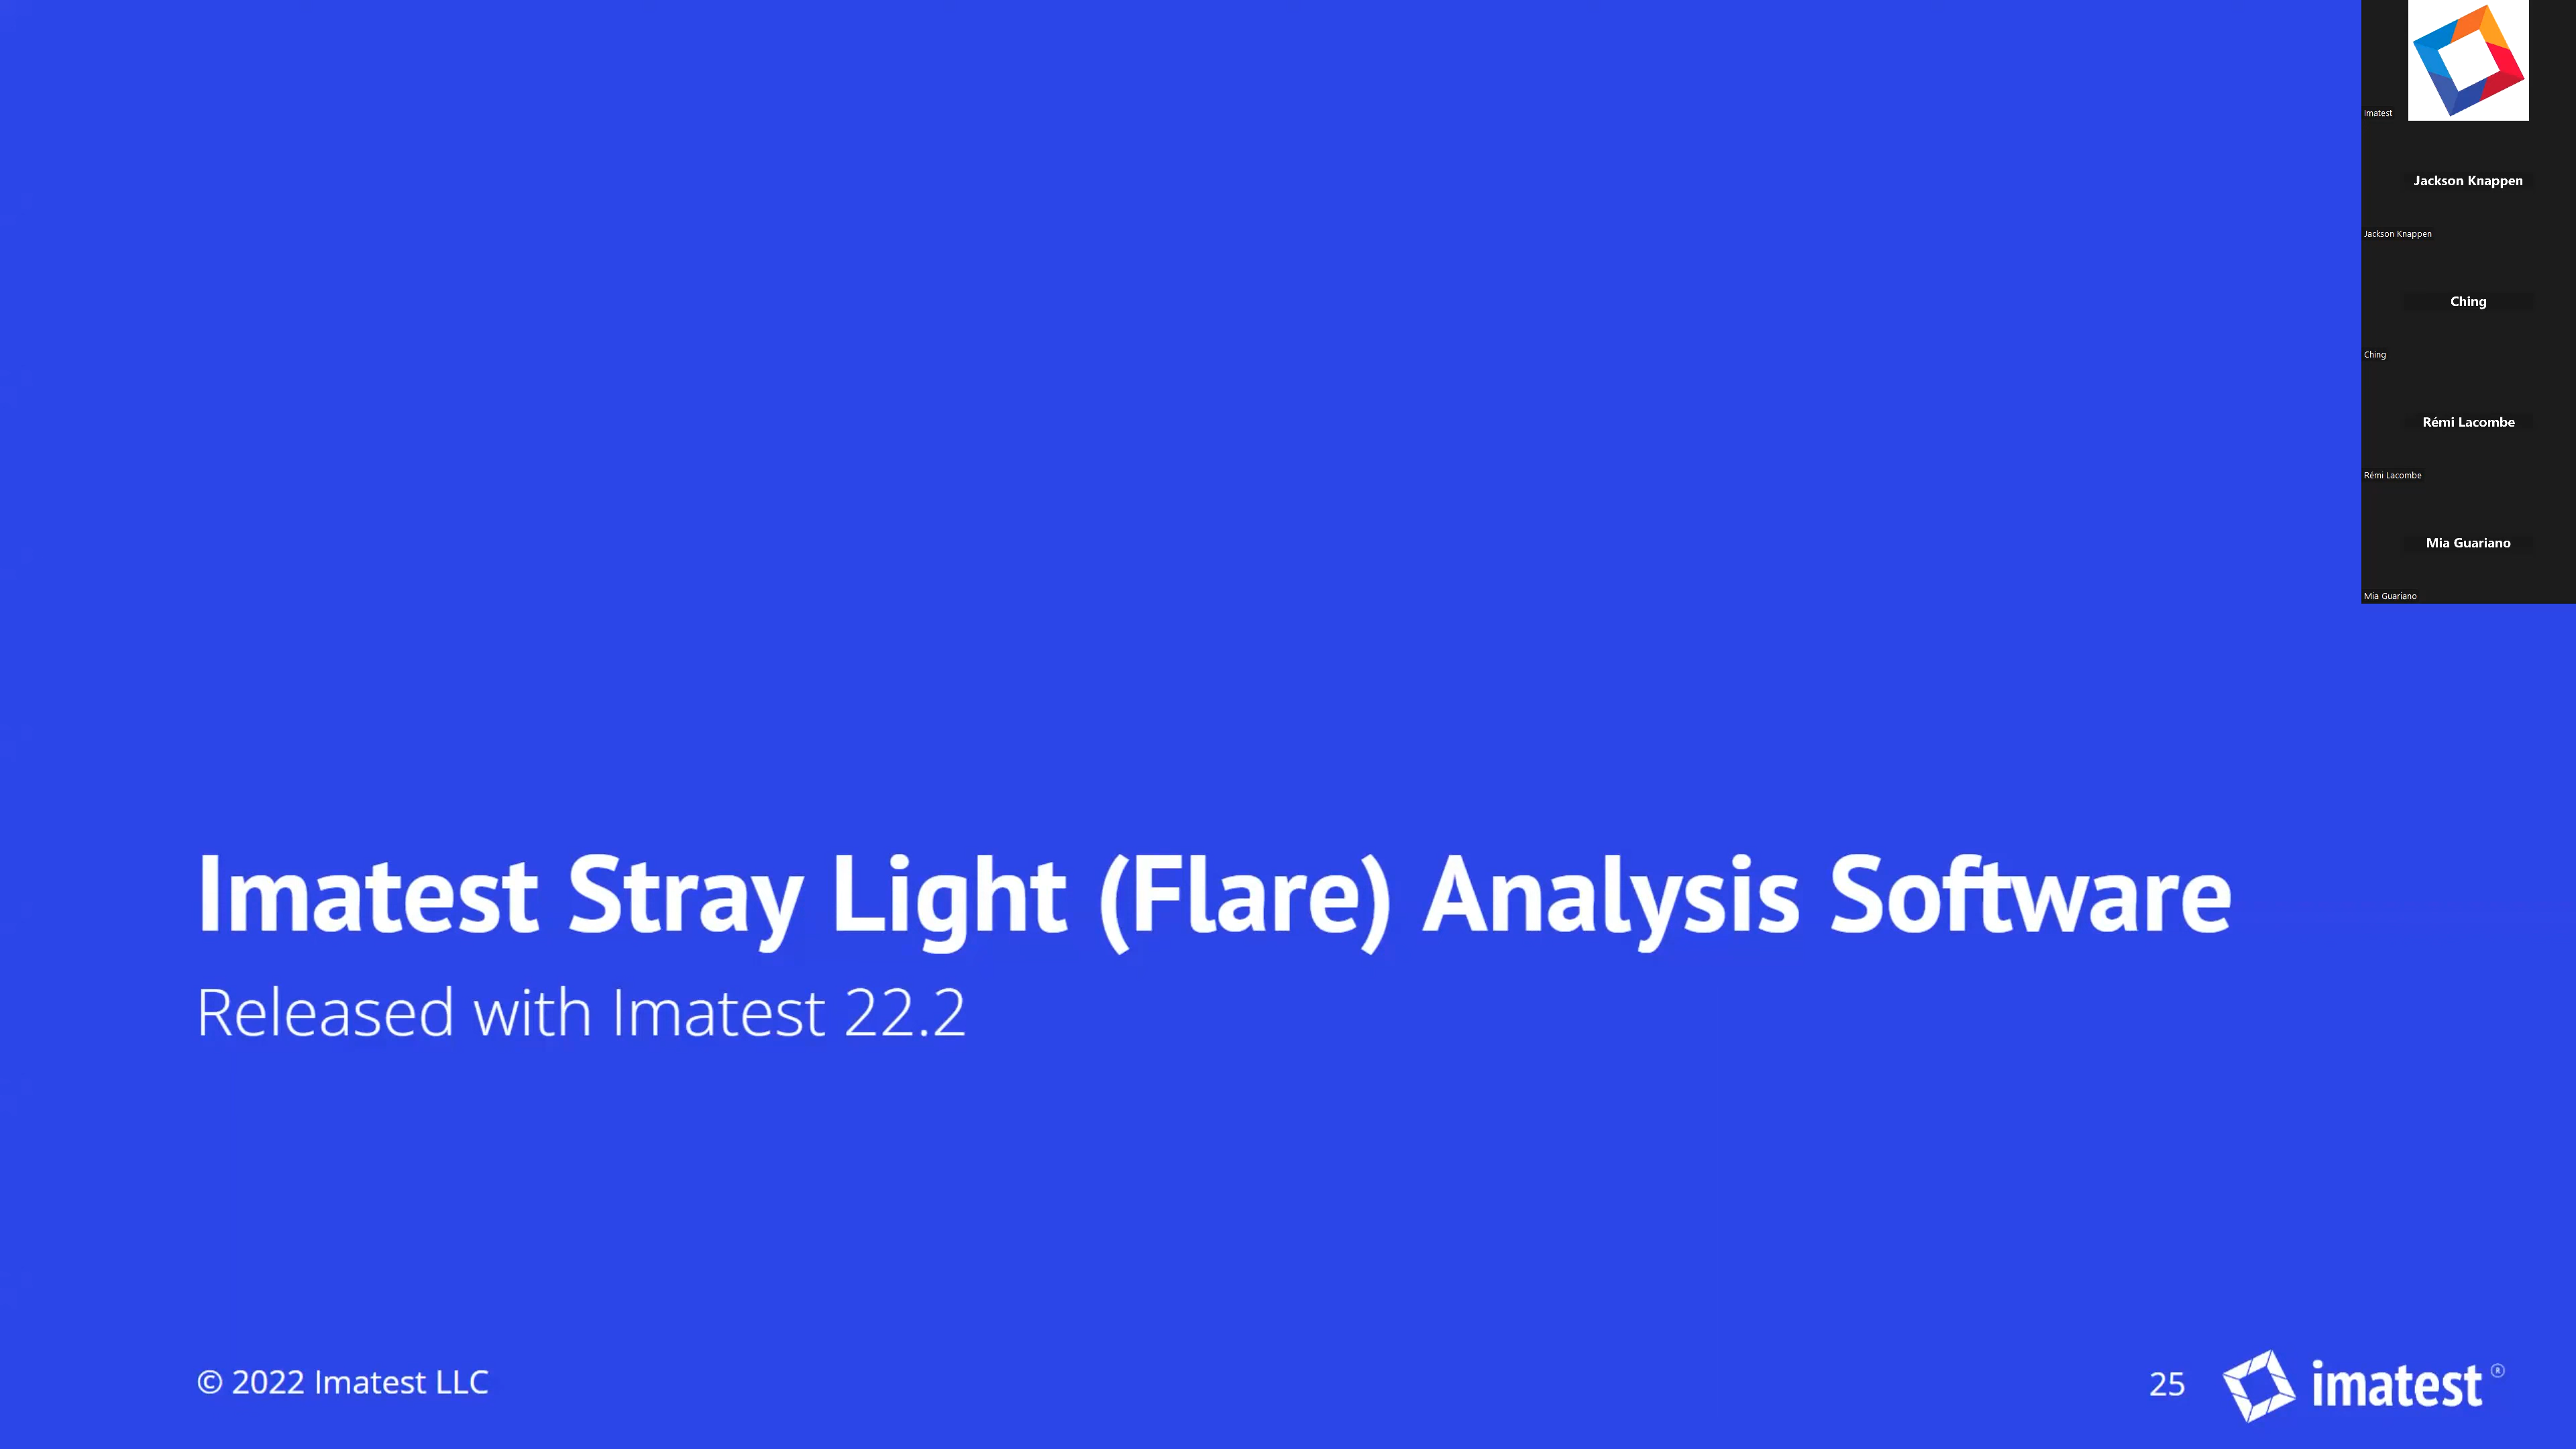 Imatest
Jackson Knappen
Jackson Knappen
Ching
Ching
Rémi Lacombe
Rémi Lacombe
Mia Guariano
Mia Guariano
Imatest Stray Light (Flare) Analysis Software
Released with Imatest 22.2
© 2022 Imatest LLC
25
imatest®